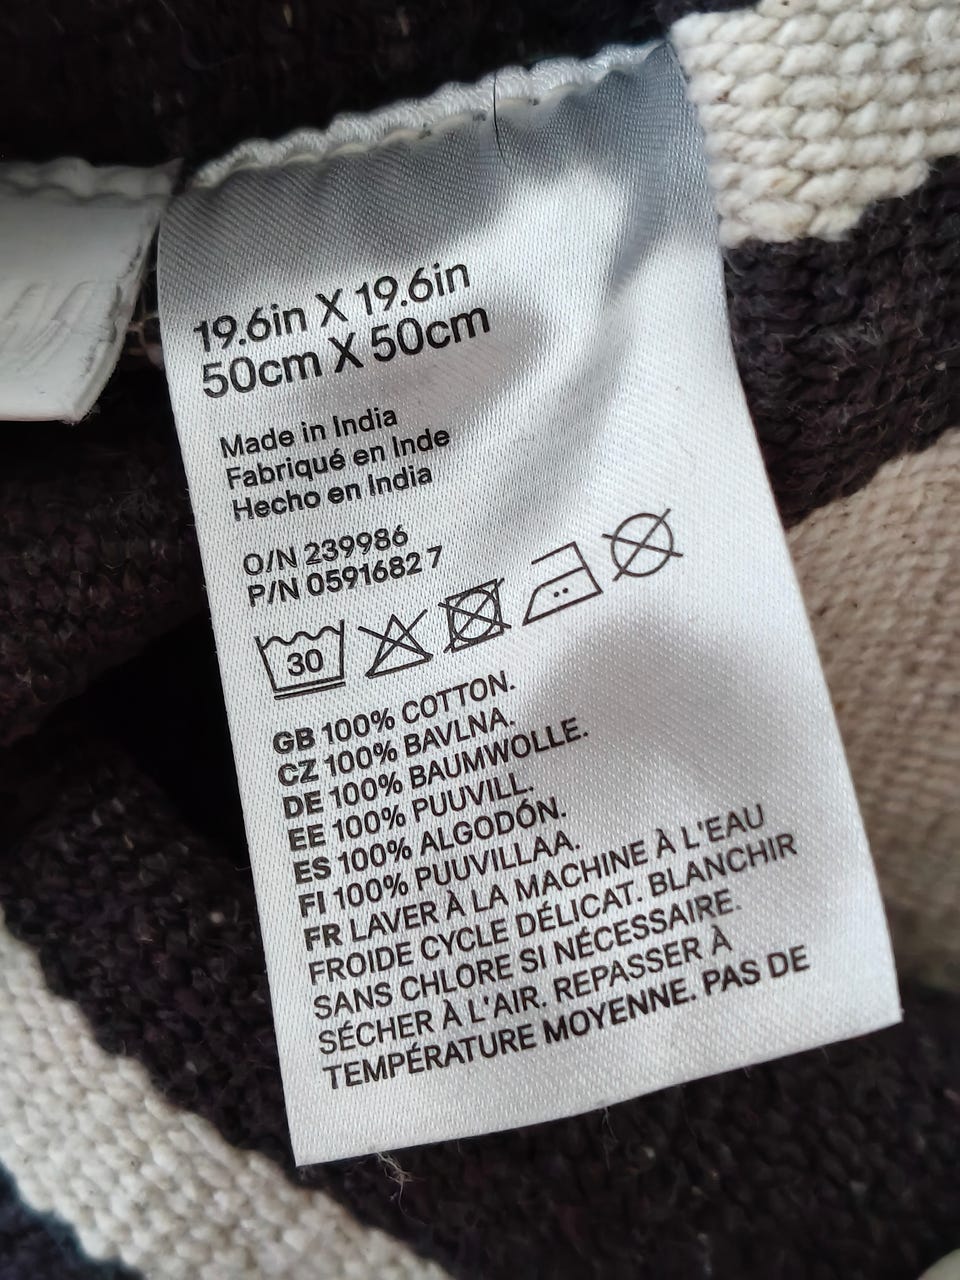 19.6in X 19.6in
50cm X 50cm
Made in India
Fabriqué en Inde
Hecho en India
O/N 239986
P/N 0591682 7
30
GB 100% COTTON.
CZ 100% BAVLNA.
DE 100% BAUMWOLLE.
EE 100% PUUVILL.
ES 100% ALGODÓN.
FI 100% PUUVILLAA.
FR LAVER À LA MACHINE À L'EAU
FROIDE CYCLE DÉLICAT. BLANCHIR
SANS CHLORE SI NÉCESSAIRE.
SÉCHER À L'AIR. REPASSER À
TEMPÉRATURE MOYENNE. PAS DE